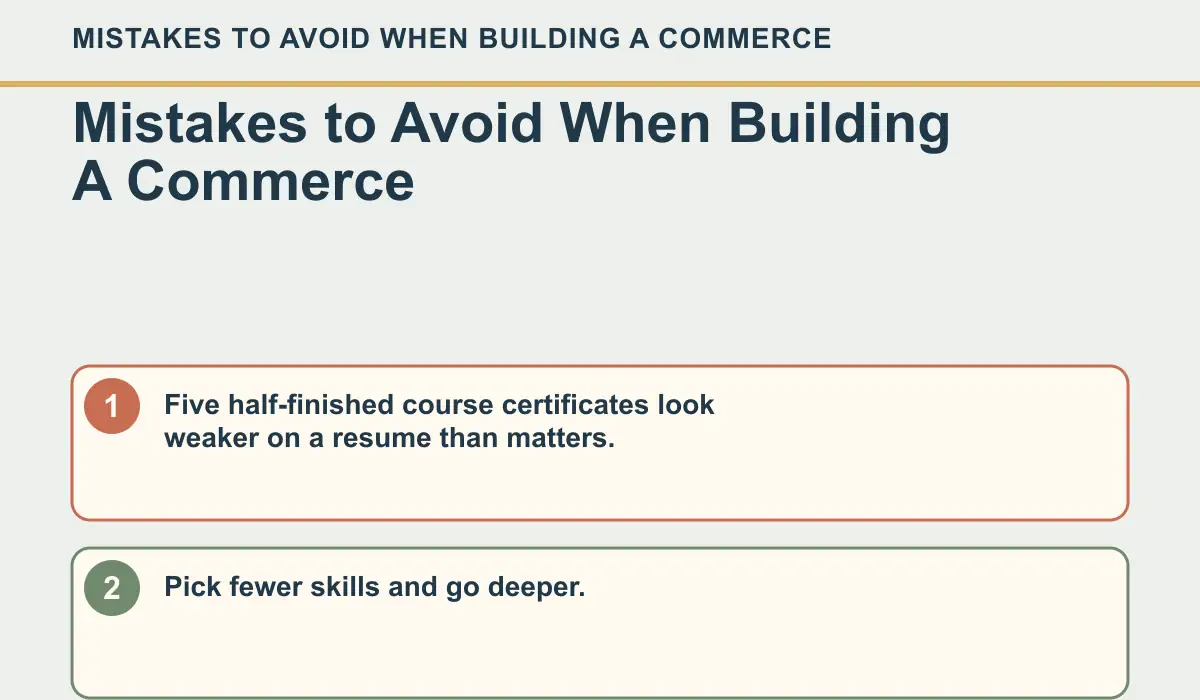 MISTAKES TO AVOID WHEN BUILDING A COMMERCE
Mistakes to Avoid When Building
A Commerce
1
Five half-finished course certificates look
weaker on a resume than matters.
2
Pick fewer skills and go deeper.